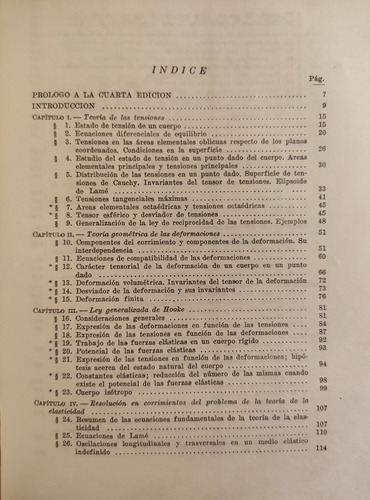 INDICE
Pág.
PROLOGO A LA CUARTA EDICION 7
INTRODUCCION 9
CAPÍTULO I. — Teoría de las tensiones 15
§ 1. Estado de tensión de un cuerpo 15
§ 2. Ecuaciones diferenciales de equilibrio 20
§ 3. Tensiones en las áreas elementales oblicuas respecto de los planos
coordenados. Condiciones en la superficie 26
§ 4. Estudio del estado de tensión en un punto dado del cuerpo. Areas
elementales principales y tensiones principales 30
§ 5. Distribución de las tensiones en un punto dado. Superficie de ten-
siones de Cauchy. Invariantes del tensor de tensiones. Elipsoide
de Lamé 33
§ 6. Tensiones tangenciales máximas 41
* § 7. Areas elementales octaédricas y tensiones octaédricas 45
* § 8. Tensor esférico y desviador de tensiones 45
* § 9. Generalización de la ley de reciprocidad de las tensiones. Ejemplos 48
CAPÍTULO II. — Teoría geométrica de las deformaciones 51
§ 10. Componentes del corrimiento y componentes de la deformación. Su
interdependencia 51
§ 11. Ecuaciones de compatibilidad de las deformaciones 60
* § 12. Carácter tensorial de la deformación de un cuerpo en un punto
dado 66
* § 13. Deformación volumétrica. Invariantes del tensor de la deformación 72
* § 14. Desviador de la deformación y sus invariantes 73
* § 15. Deformación finita 76
CAPÍTULO III. — Ley generalizada de Hooke 81
§ 16. Consideraciones generales 81
§ 17. Expresión de las deformaciones en función de las tensiones 84
§ 18. Expresión de las tensiones en función de las deformaciones 87
* § 19. Trabajo de las fuerzas elásticas en un cuerpo rígido 92
* § 20. Potencial de las fuerzas elásticas 93
* § 21. Expresión de las tensiones en función de las deformaciones; hipó-
tesis acerca del estado natural del cuerpo 94
* § 22. Constantes elásticas; reducción del número de las mismas cuando
existe el potencial de las fuerzas elásticas 98
* § 23. Cuerpo isótropo 99
CAPÍTULO IV. — Resolución en corrimientos del problema de la teoría de la
elasticidad 107
§ 24. Resumen de las ecuaciones fundamentales de la teoría de la elas-
ticidad 107
§ 25. Ecuaciones de Lamé 110
§ 26. Oscilaciones longitudinales y trasversales en un medio elástico
indefinido 114